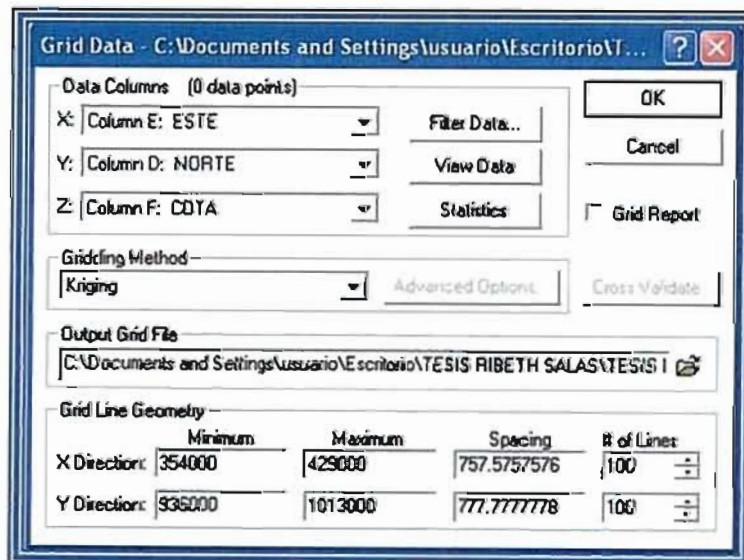 Grid Data - C:\Documents and Settings\usuario\Escritorio\T...
Data Columns (0 data points)
X: Column E: ESTE
Y: Column D: NORTE
Z: Column F: COTA
Filter Data...
View Data
Statistics
OK
Cancel
Grid Report
Gridding Method
Kriging
Advanced Options
Cross Validate
Output Grid File
C:\Documents and Settings\usuario\Escritorio\TESIS RIBETH SALAS\TESIS
Grid Line Geometry
Minimum Maximum Spacing # of Lines
X Direction: 354000 429000 757.5757576 100
Y Direction: 936000 1013000 777.7777778 100